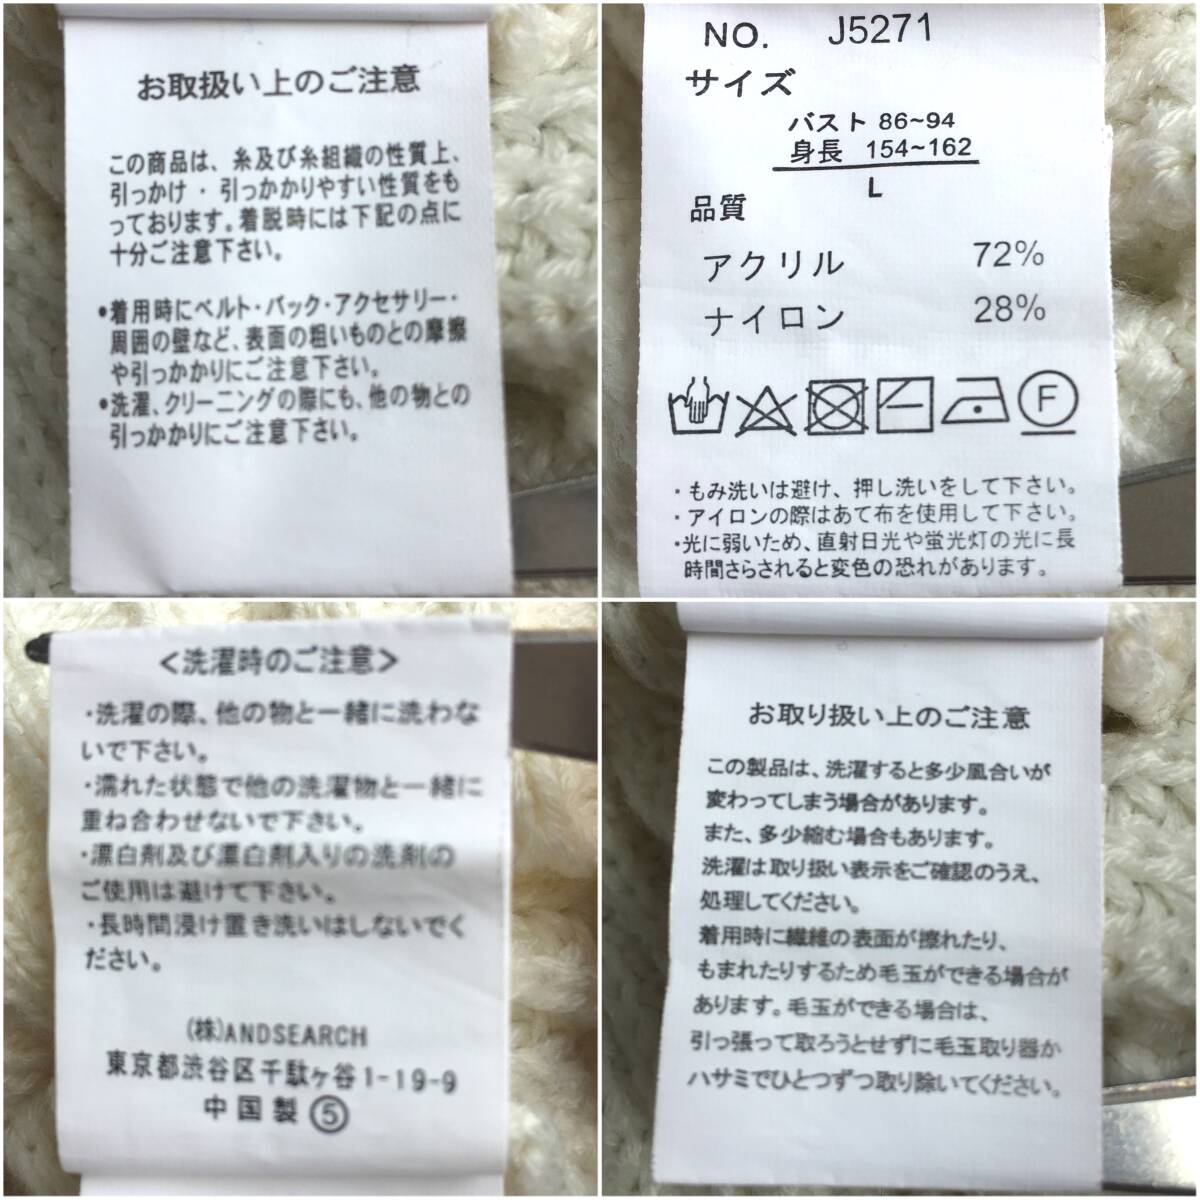 お取扱い上のご注意
この商品は、糸及び糸組織の性質上、
引っかけ・引っかかりやすい性質をも
っております。着脱時には下記の点に
十分ご注意下さい。
•着用時にベルト・バック・アクセサリー・
周囲の壁など、表面の粗いものとの摩擦
や引っかかりにご注意下さい。
•洗濯、クリーニングの際にも、他の物との
引っかかりにご注意下さい。
NO. J5271
サイズ
バスト 86~94
身長 154~162
L
品質
アクリル 72%
ナイロン 28%
F
・もみ洗いは避け、押し洗いをして下さい。
・アイロンの際はあて布を使用して下さい。
・光に弱いため、直射日光や蛍光灯の光に長
時間さらされると変色の恐れがあります。
<洗濯時のご注意>
・洗濯の際、他の物と一緒に洗わな
いで下さい。
・濡れた状態で他の洗濯物と一緒に
重ね合わせないで下さい。
・漂白剤及び漂白剤入りの洗剤の
ご使用は避けて下さい。
・長時間浸け置き洗いはしないでく
ださい。
(株)ANDSEARCH
東京都渋谷区千駄ヶ谷1-19-9
中国製⑤
お取り扱い上のご注意
この製品は、洗濯すると多少風合いが
変わってしまう場合があります。
また、多少縮む場合もあります。
洗濯は取り扱い表示をご確認のうえ、
処理してください。
着用時に繊維の表面が擦れたり、
もまれたりするため毛玉ができる場合が
あります。毛玉ができる場合は、
引っ張って取ろうとせずに毛玉取り器か
ハサミでひとつずつ取り除いてください。